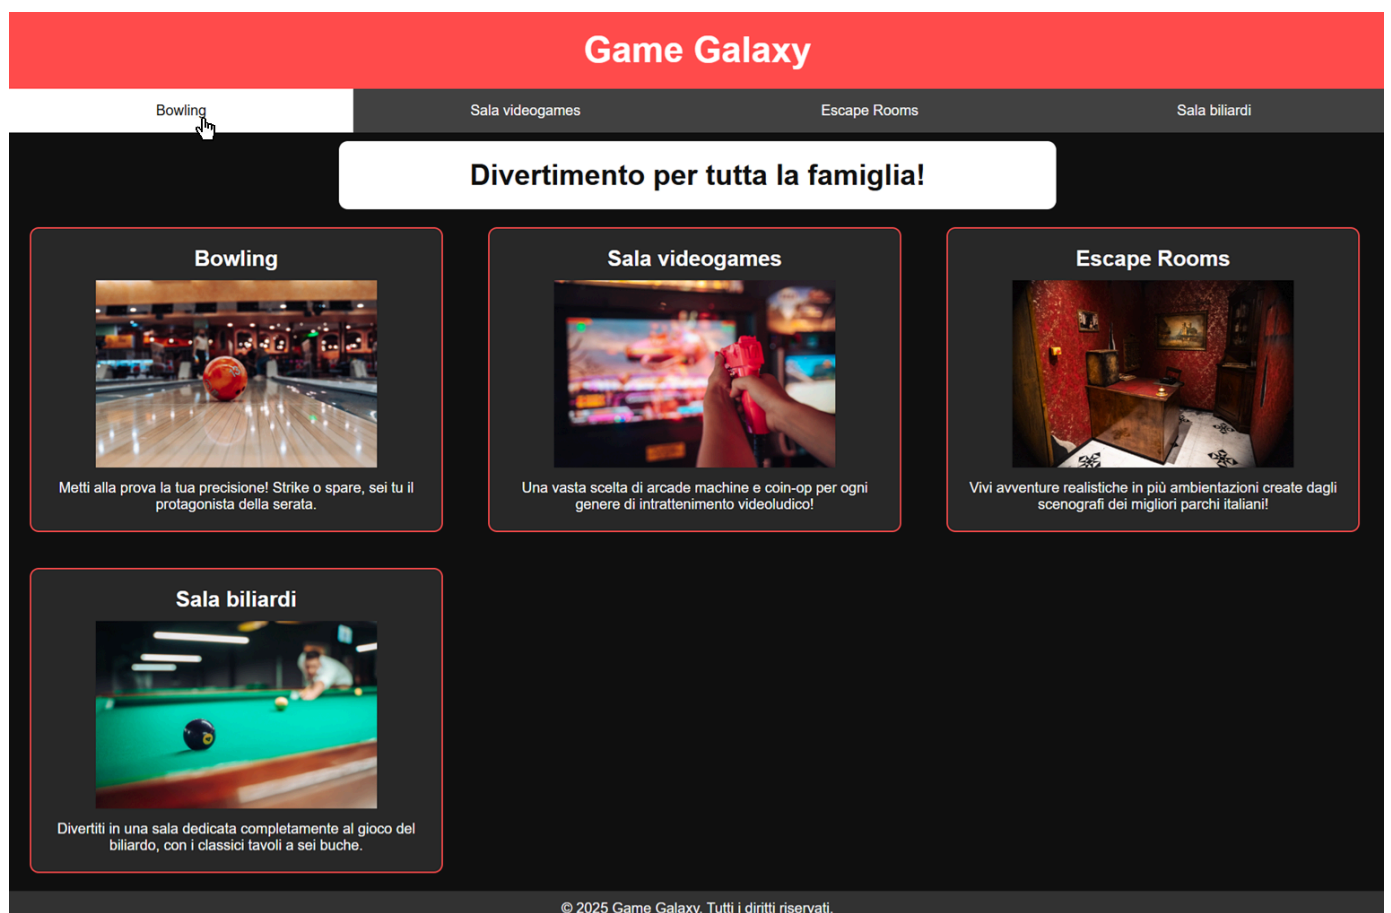 Game Galaxy
Bowling
Sala videogames
Escape Rooms
Sala biliardi
Divertimento per tutta la famiglia!
Bowling
Metti alla prova la tua precisione! Strike o spare, sei tu il
protagonista della serata.
Sala videogames
Una vasta scelta di arcade machine e coin-op per ogni
genere di intrattenimento videoludico!
Escape Rooms
Vivi avventure realistiche in più ambientazioni create dagli
scenografi dei migliori parchi italiani!
Sala biliardi
Divertiti in una sala dedicata completamente al gioco del
biliardo, con i classici tavoli a sei buche.
© 2025 Game Galaxy. Tutti i diritti riservati.